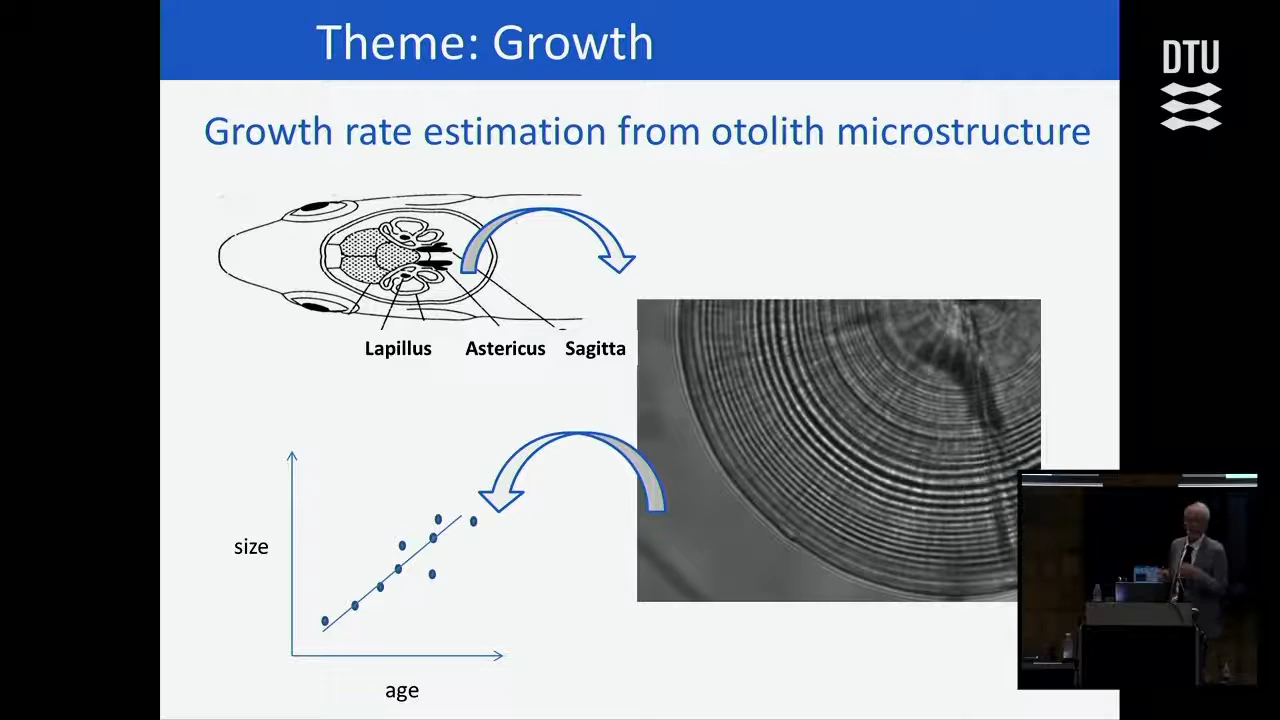 Theme: Growth
DTU
Growth rate estimation from otolith microstructure
Lapillus Astericus Sagitta
size
age